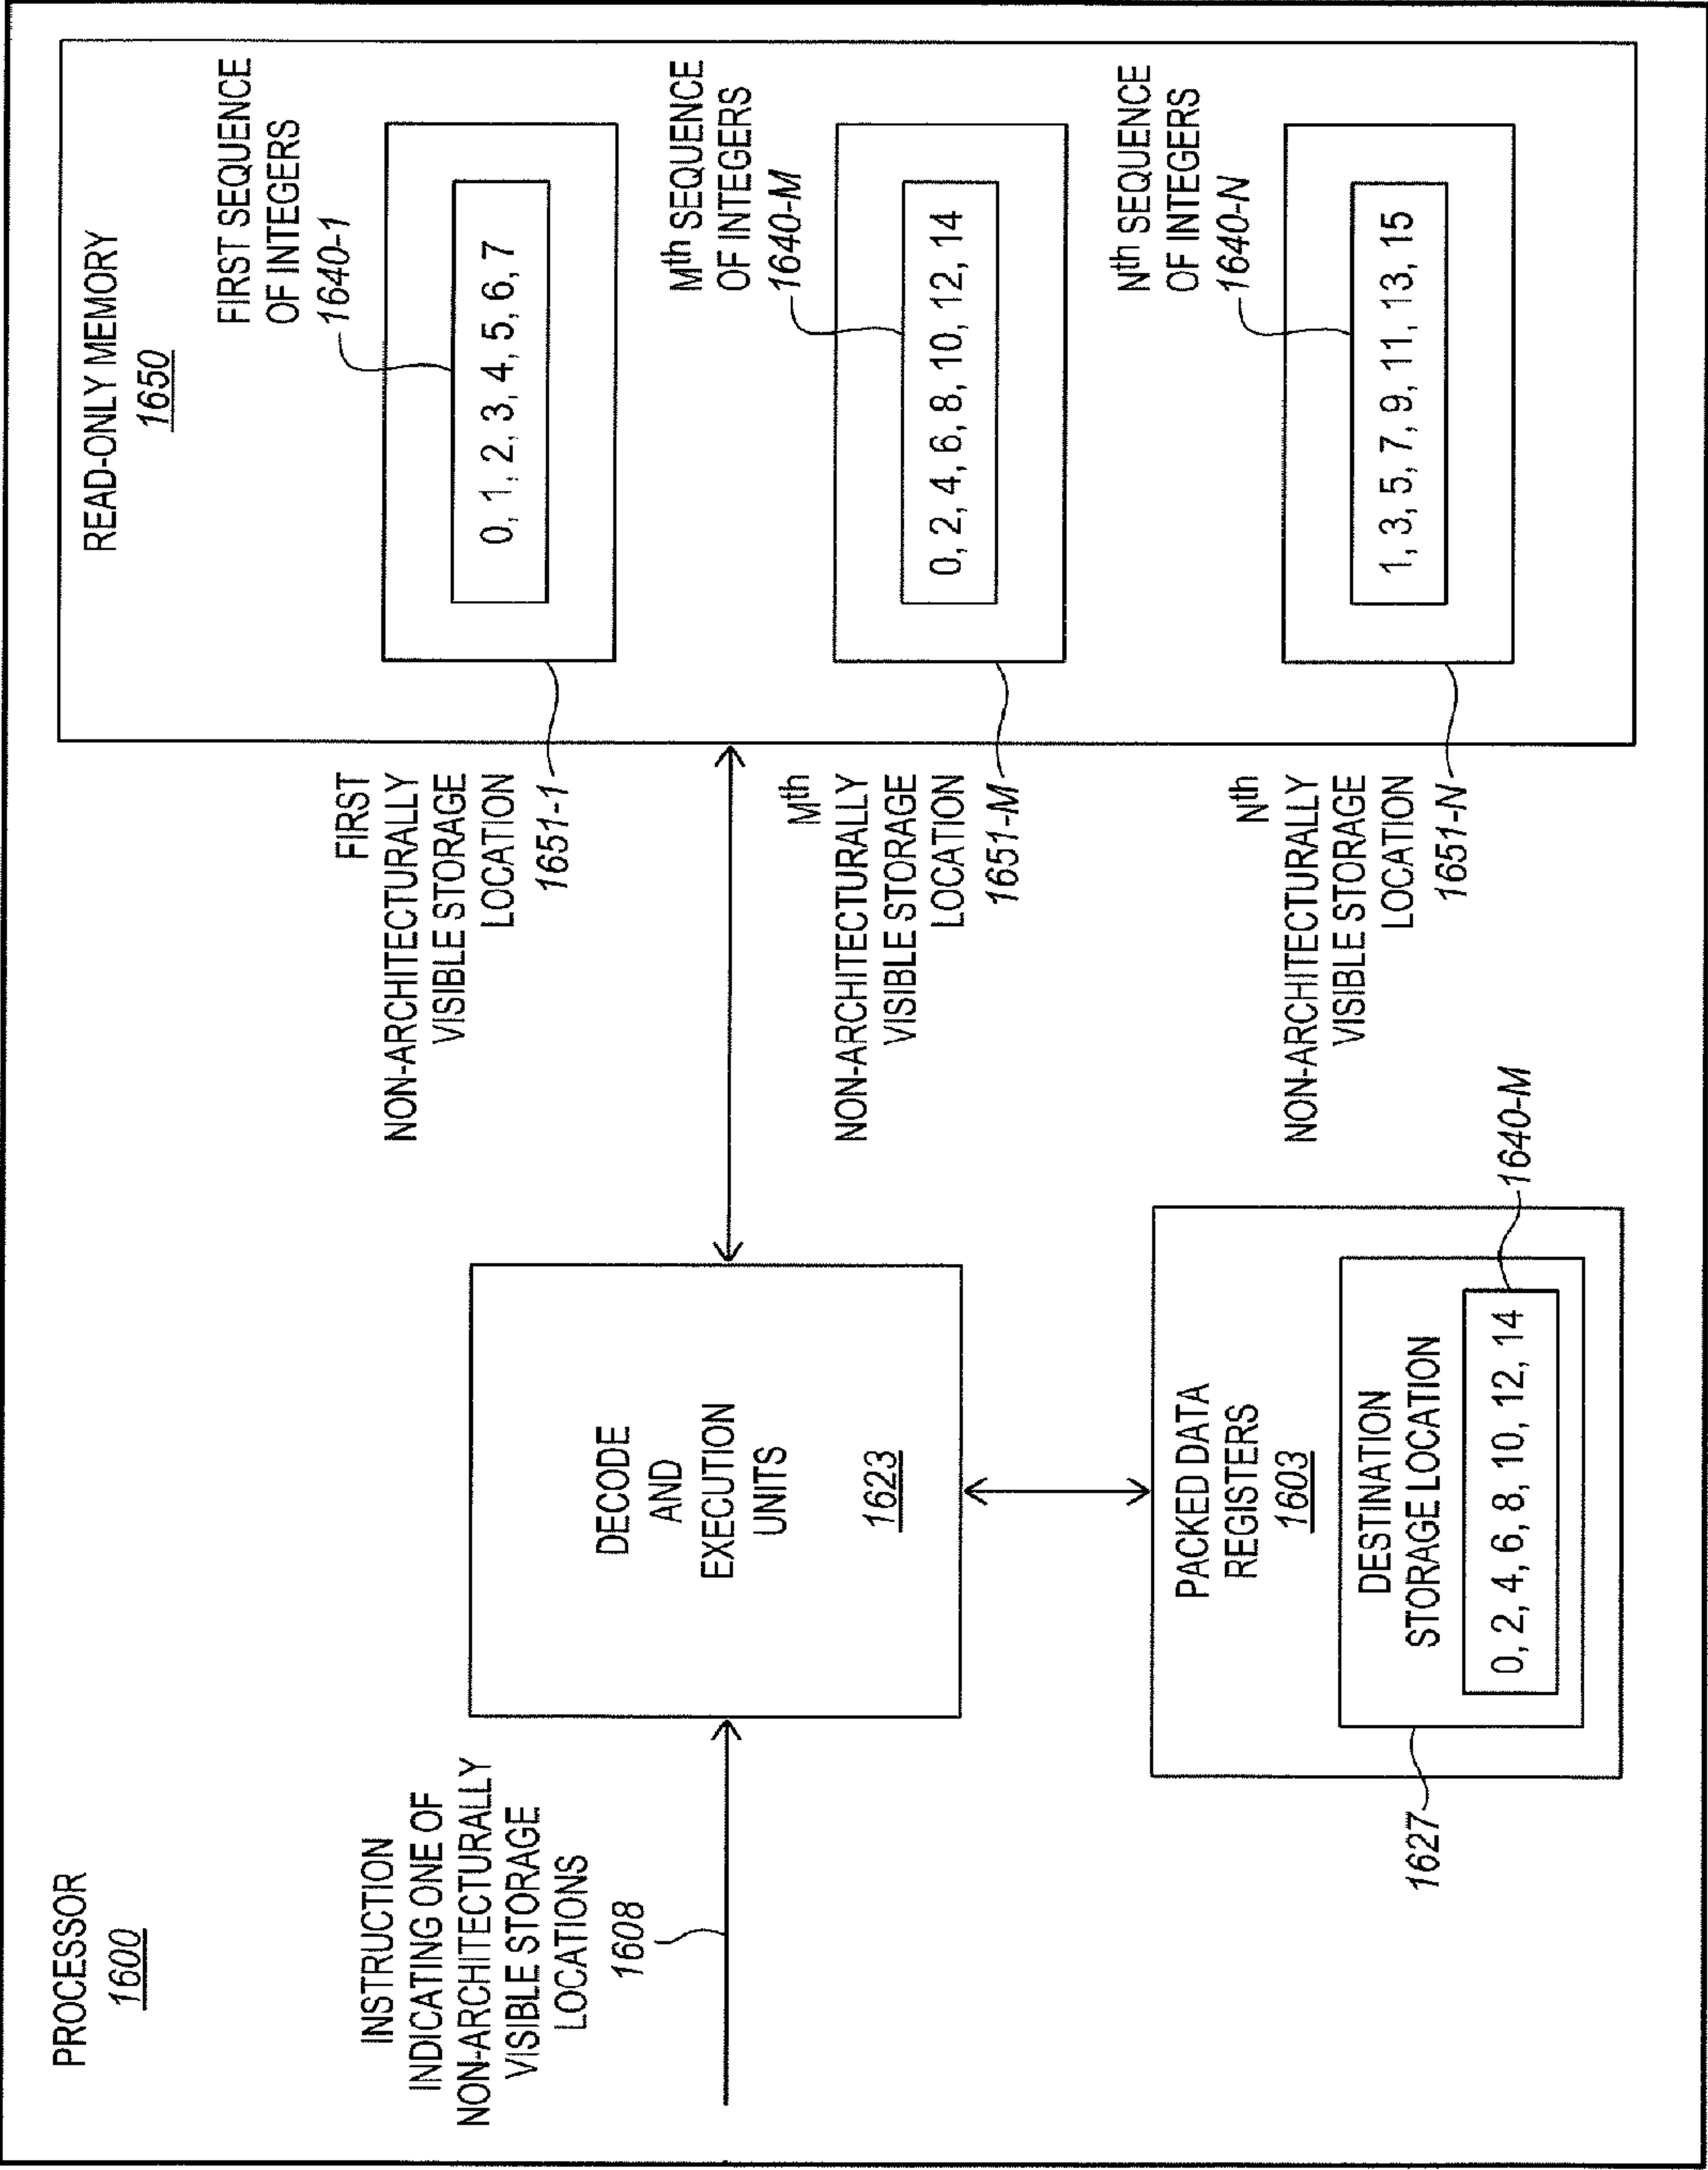 PROCESSOR
1600
INSTRUCTION
INDICATING ONE OF
NON-ARCHITECTURALLY
VISIBLE STORAGE
LOCATIONS
1608
DECODE
AND
EXECUTION
UNITS
1623
PACKED DATA
REGISTERS
1603
DESTINATION
STORAGE LOCATION
0, 2, 4, 6, 8, 10, 12, 14
1627
1640-M
FIRST
NON-ARCHITECTURALLY
VISIBLE STORAGE
LOCATION
1651-1
Mth
NON-ARCHITECTURALLY
VISIBLE STORAGE
LOCATION
1651-M
Nth
NON-ARCHITECTURALLY
VISIBLE STORAGE
LOCATION
1651-N
READ-ONLY MEMORY
1650
FIRST SEQUENCE
OF INTEGERS
1640-1
0, 1, 2, 3, 4, 5, 6, 7
Mth SEQUENCE
OF INTEGERS
1640-M
0, 2, 4, 6, 8, 10, 12, 14
Nth SEQUENCE
OF INTEGERS
1640-N
1, 3, 5, 7, 9, 11, 13, 15